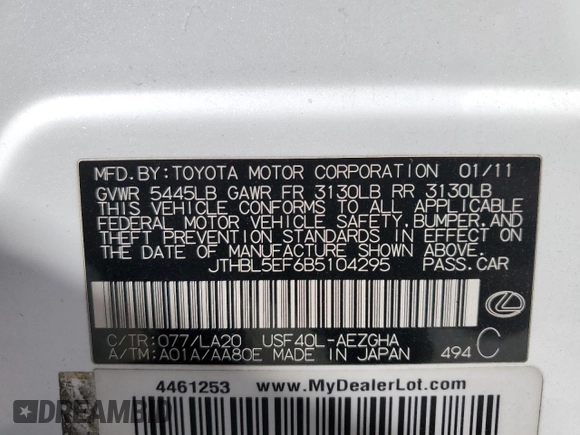 MFD.BY:TOYOTA MOTOR CORPORATION 01/11
GVWR 5445LB GAWR FR 3130LB RR 3130LB
THIS VEHICLE CONFORMS TO ALL APPLICABLE
FEDERAL MOTOR VEHICLE SAFETY, BUMPER, AND
THEFT PREVENTION STANDARDS IN EFFECT ON
THE DATE OF MANUFACTURE SHOWN ABOVE.
JTHBL5EF6B5104295 PASS.CAR
C/TR:077/LA20 USF40L-AEZGHA
A/TM:A01A/AA80E MADE IN JAPAN 494 C
4461253 www.MyDealerLot.com
DREAMBID